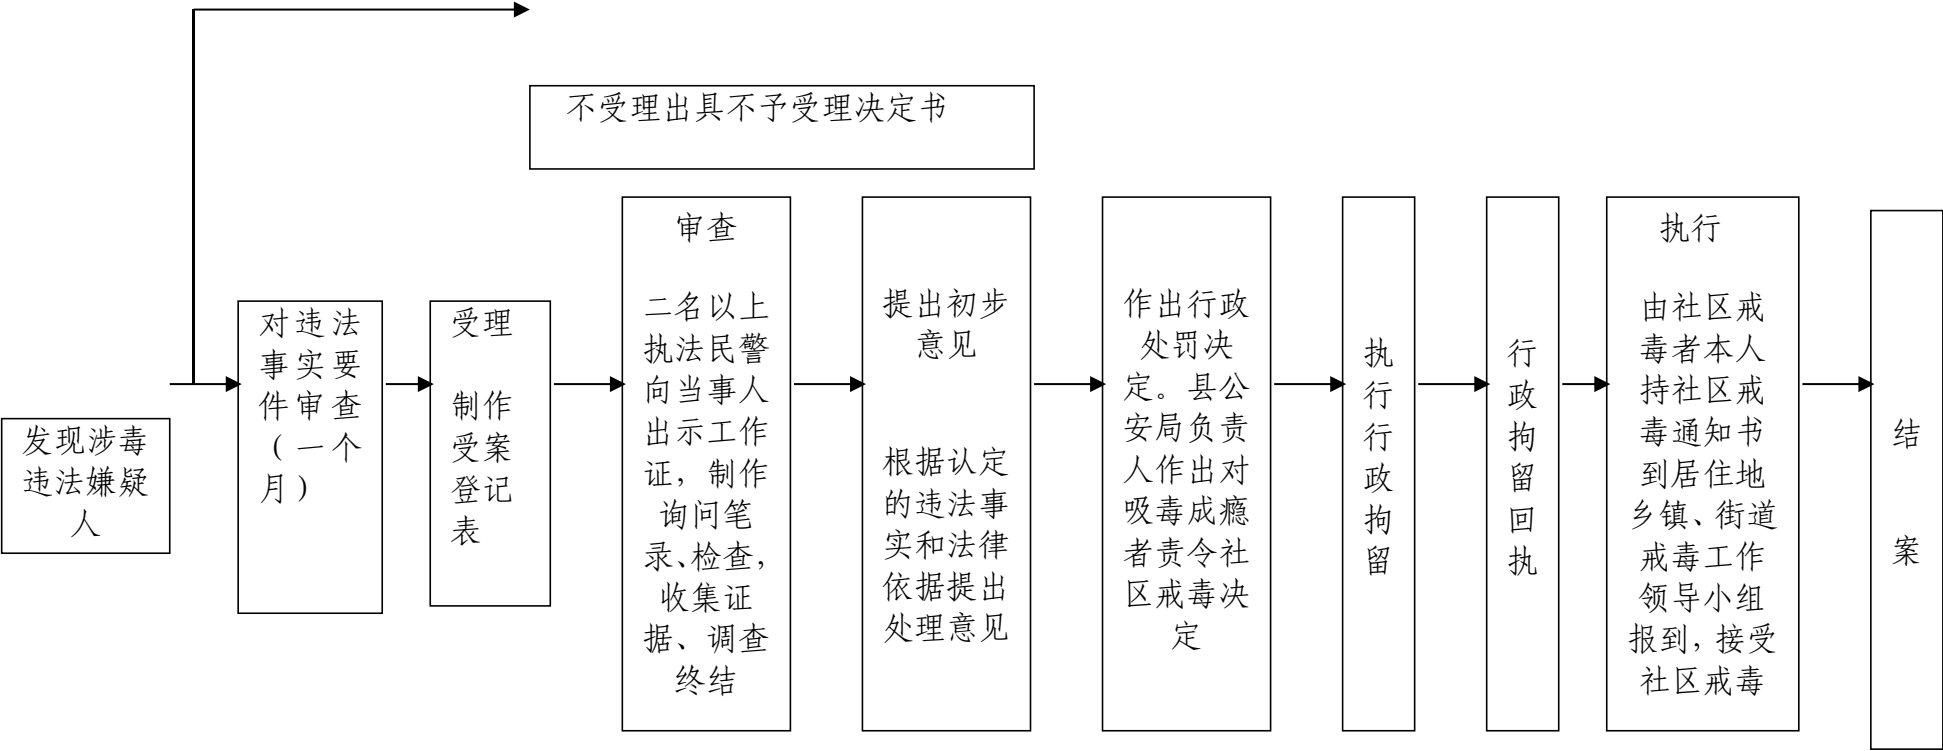 不受理出具不予受理决定书
发现涉毒
违法嫌疑
人
对违法
事实要
件审查
（一个
月）
受理
制作
受案
登记
表
审查
二名以上
执法民警
向当事人
出示工作
证，制作
询问笔
录、检查，
收集证
据、调查
终结
提出初步
意见
根据认定
的违法事
实和法律
依据提出
处理意见
作出行政
处罚决
定。县公
安局负责
人作出对
吸毒成瘾
者责令社
区戒毒决
定
执
行
行
政
拘
留
行
政
拘
留
回
执
执行
由社区戒
毒者本人
持社区戒
毒通知书
到居住地
乡镇、街道
戒毒工作
领导小组
报到，接受
社区戒毒
结
案